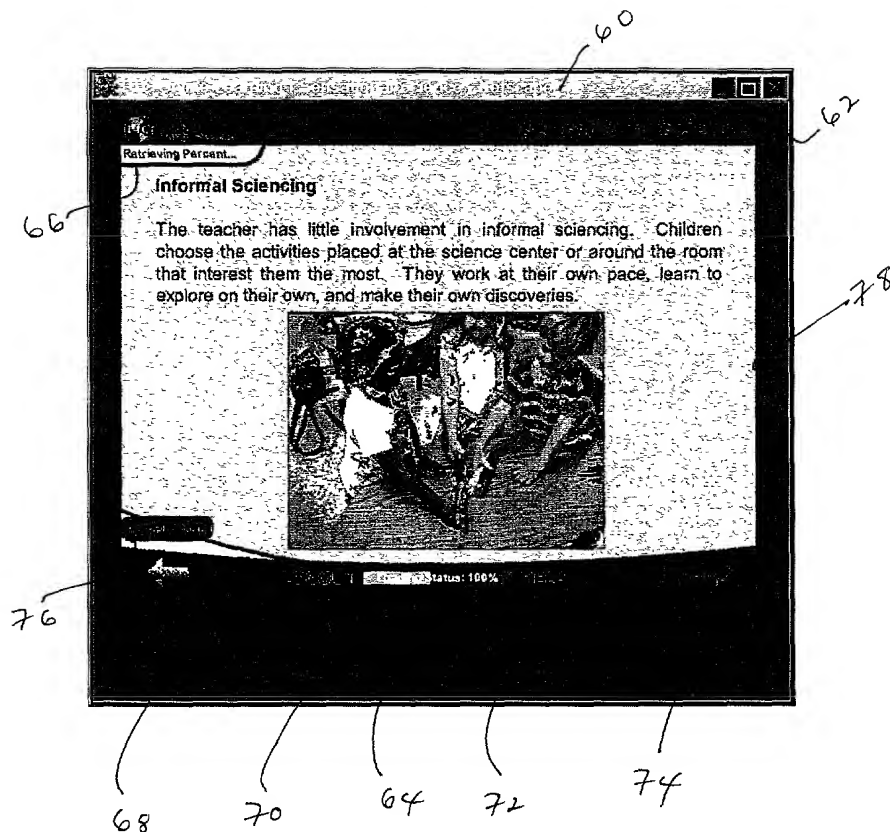 60
62
Retrieving Percent...
66
Informal Sciencing
The teacher has little involvement in informal sciencing. Children
choose the activities placed at the science center or around the room
that interest them the most. They work at their own pace, learn to
explore on their own, and make their own discoveries.
78
Status: 100%
76
68
70
64
72
74